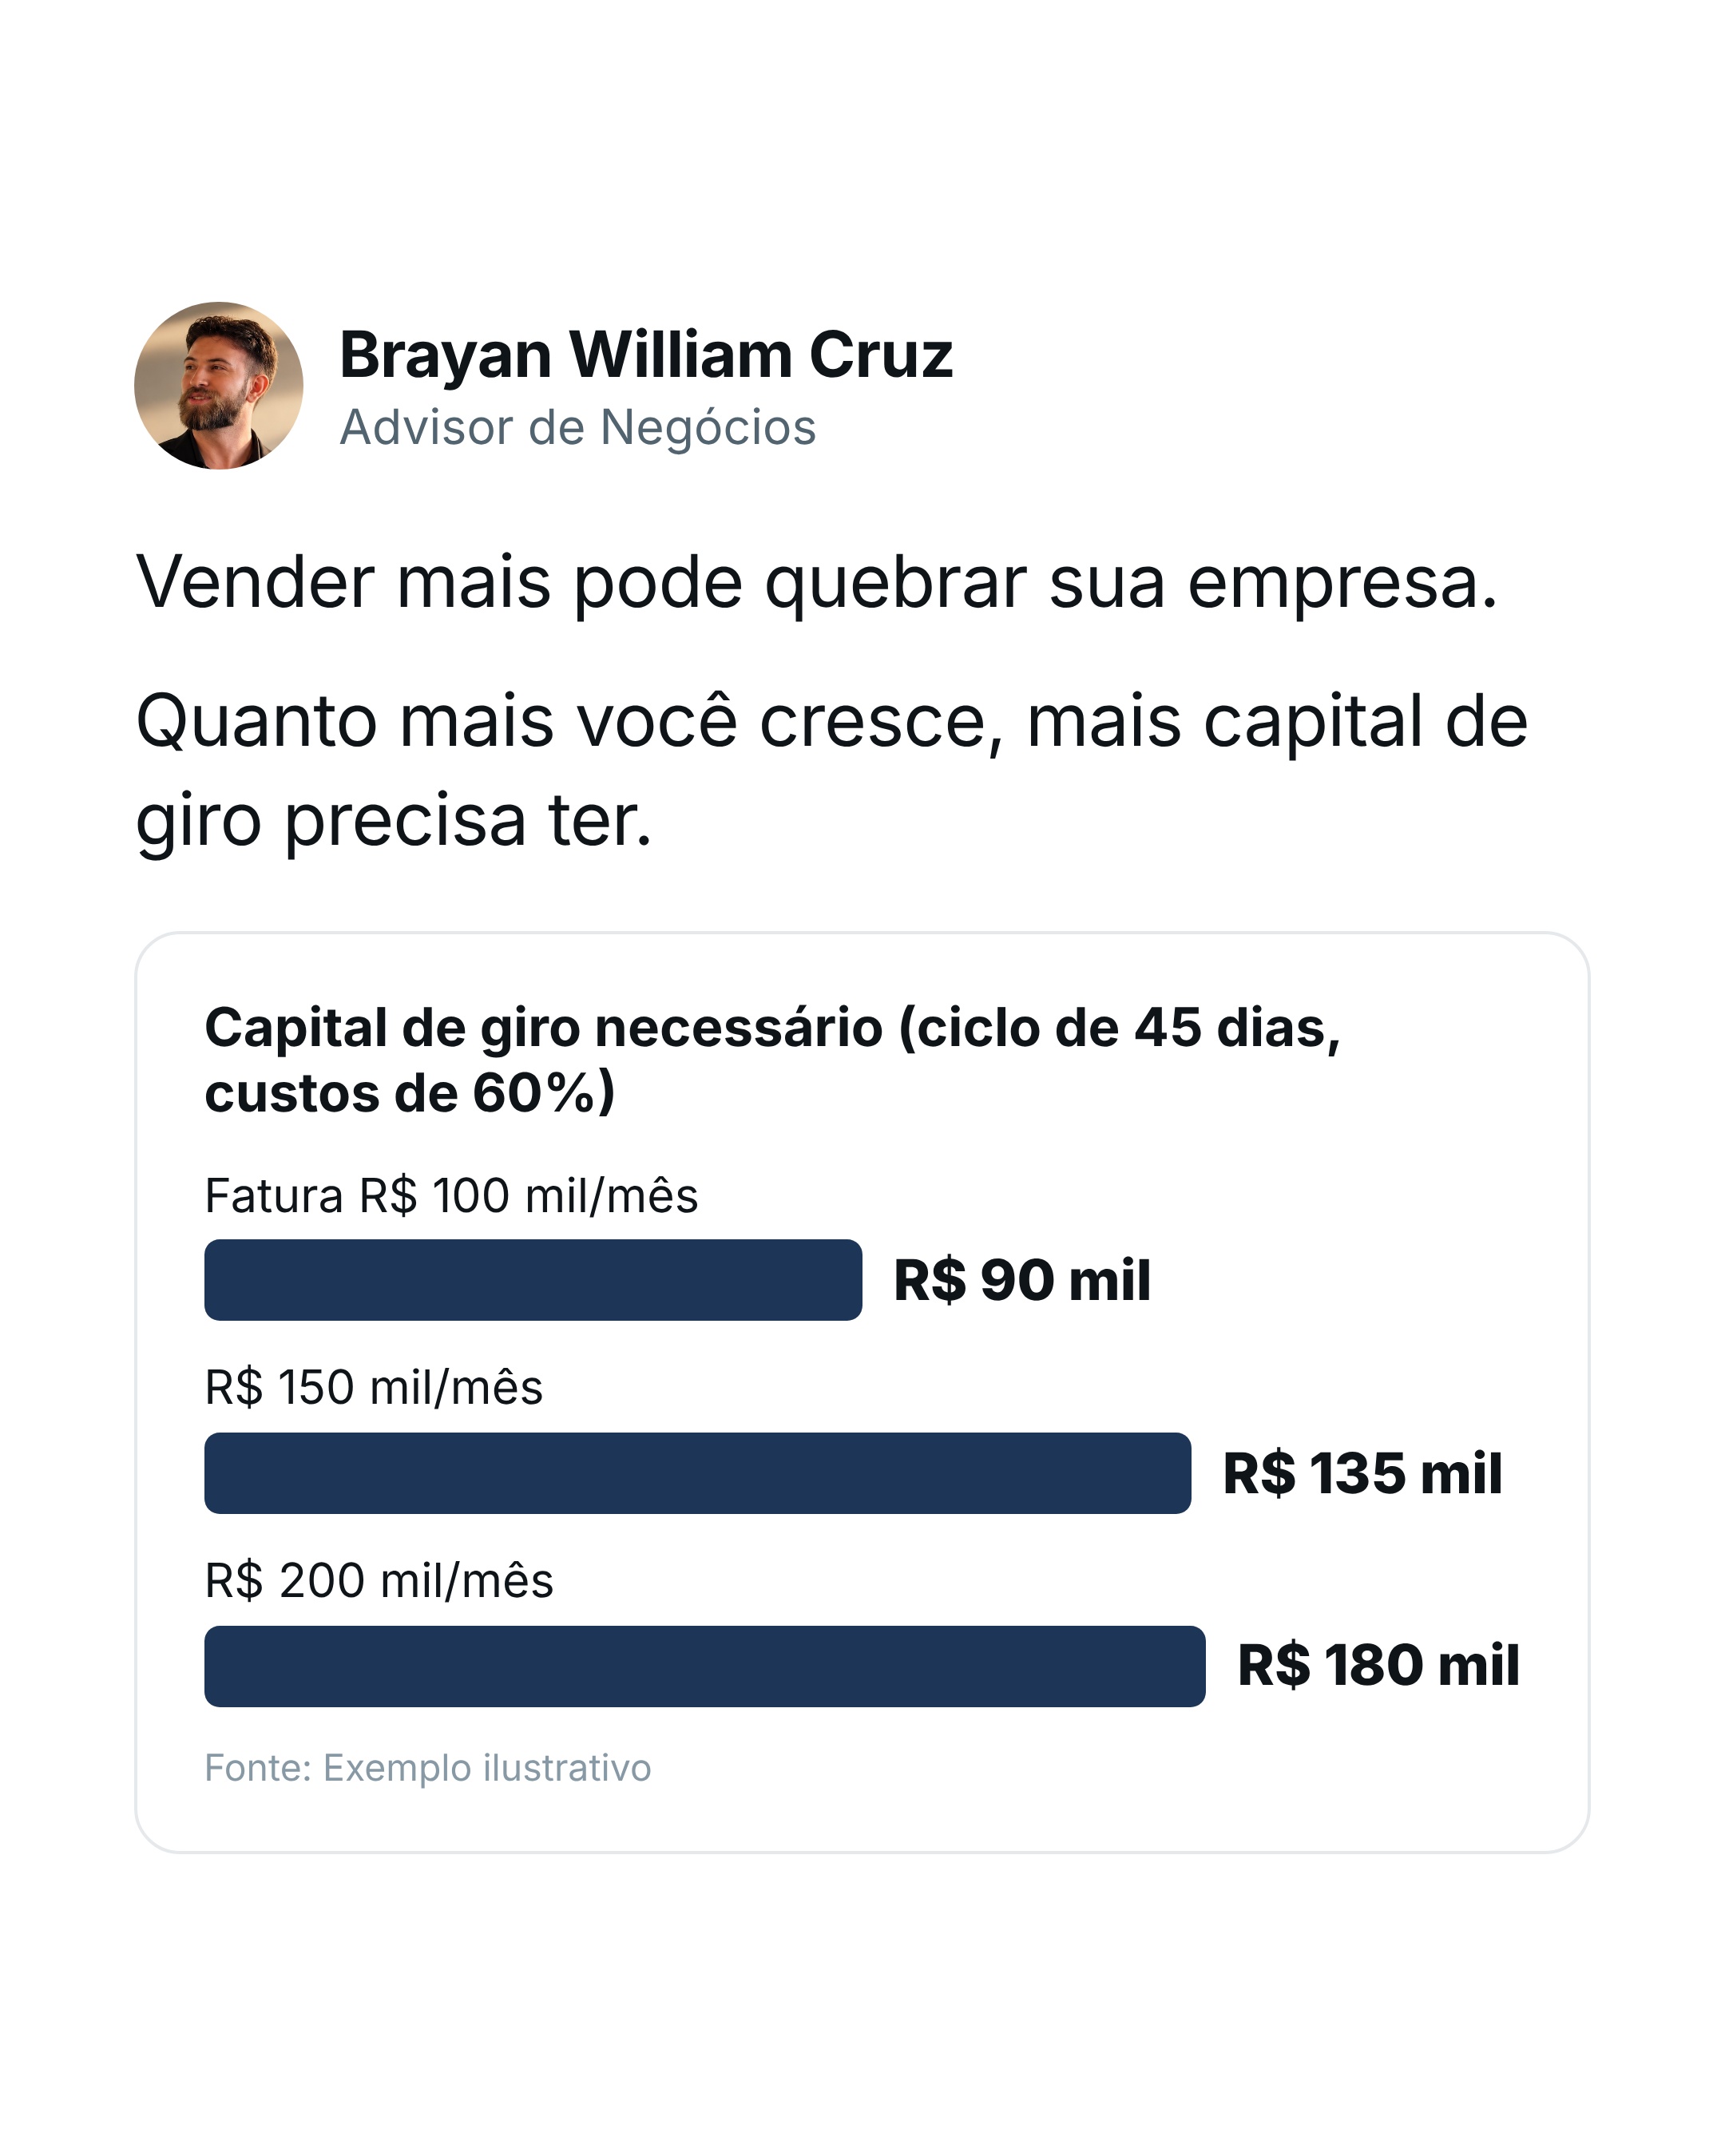 Brayan William Cruz
Advisor de Negócios
Vender mais pode quebrar sua empresa.
Quanto mais você cresce, mais capital de
giro precisa ter.
Capital de giro necessário (ciclo de 45 dias,
custos de 60%)
Fatura R$ 100 mil/mês
R$ 90 mil
R$ 150 mil/mês
R$ 135 mil
R$ 200 mil/mês
R$ 180 mil
Fonte: Exemplo ilustrativo